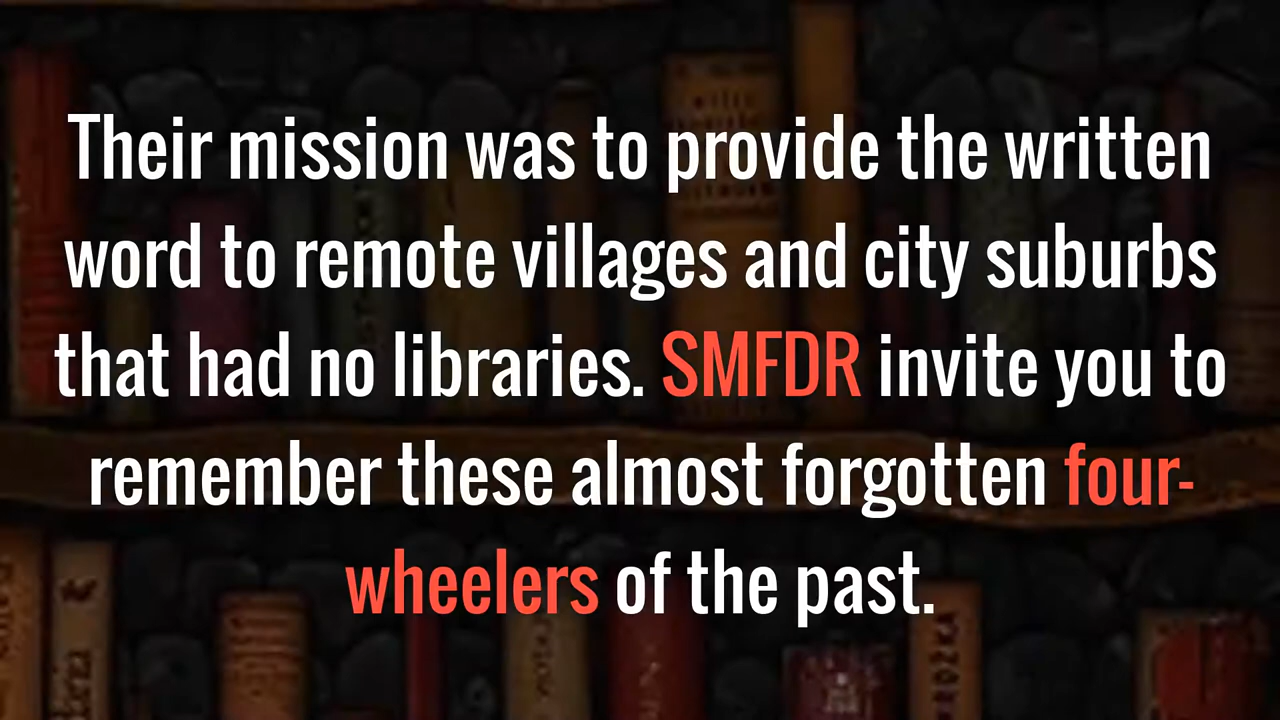 Their mission was to provide the written
word to remote villages and city suburbs
that had no libraries. SMFDR invite you to
remember these almost forgotten four-
wheelers of the past.